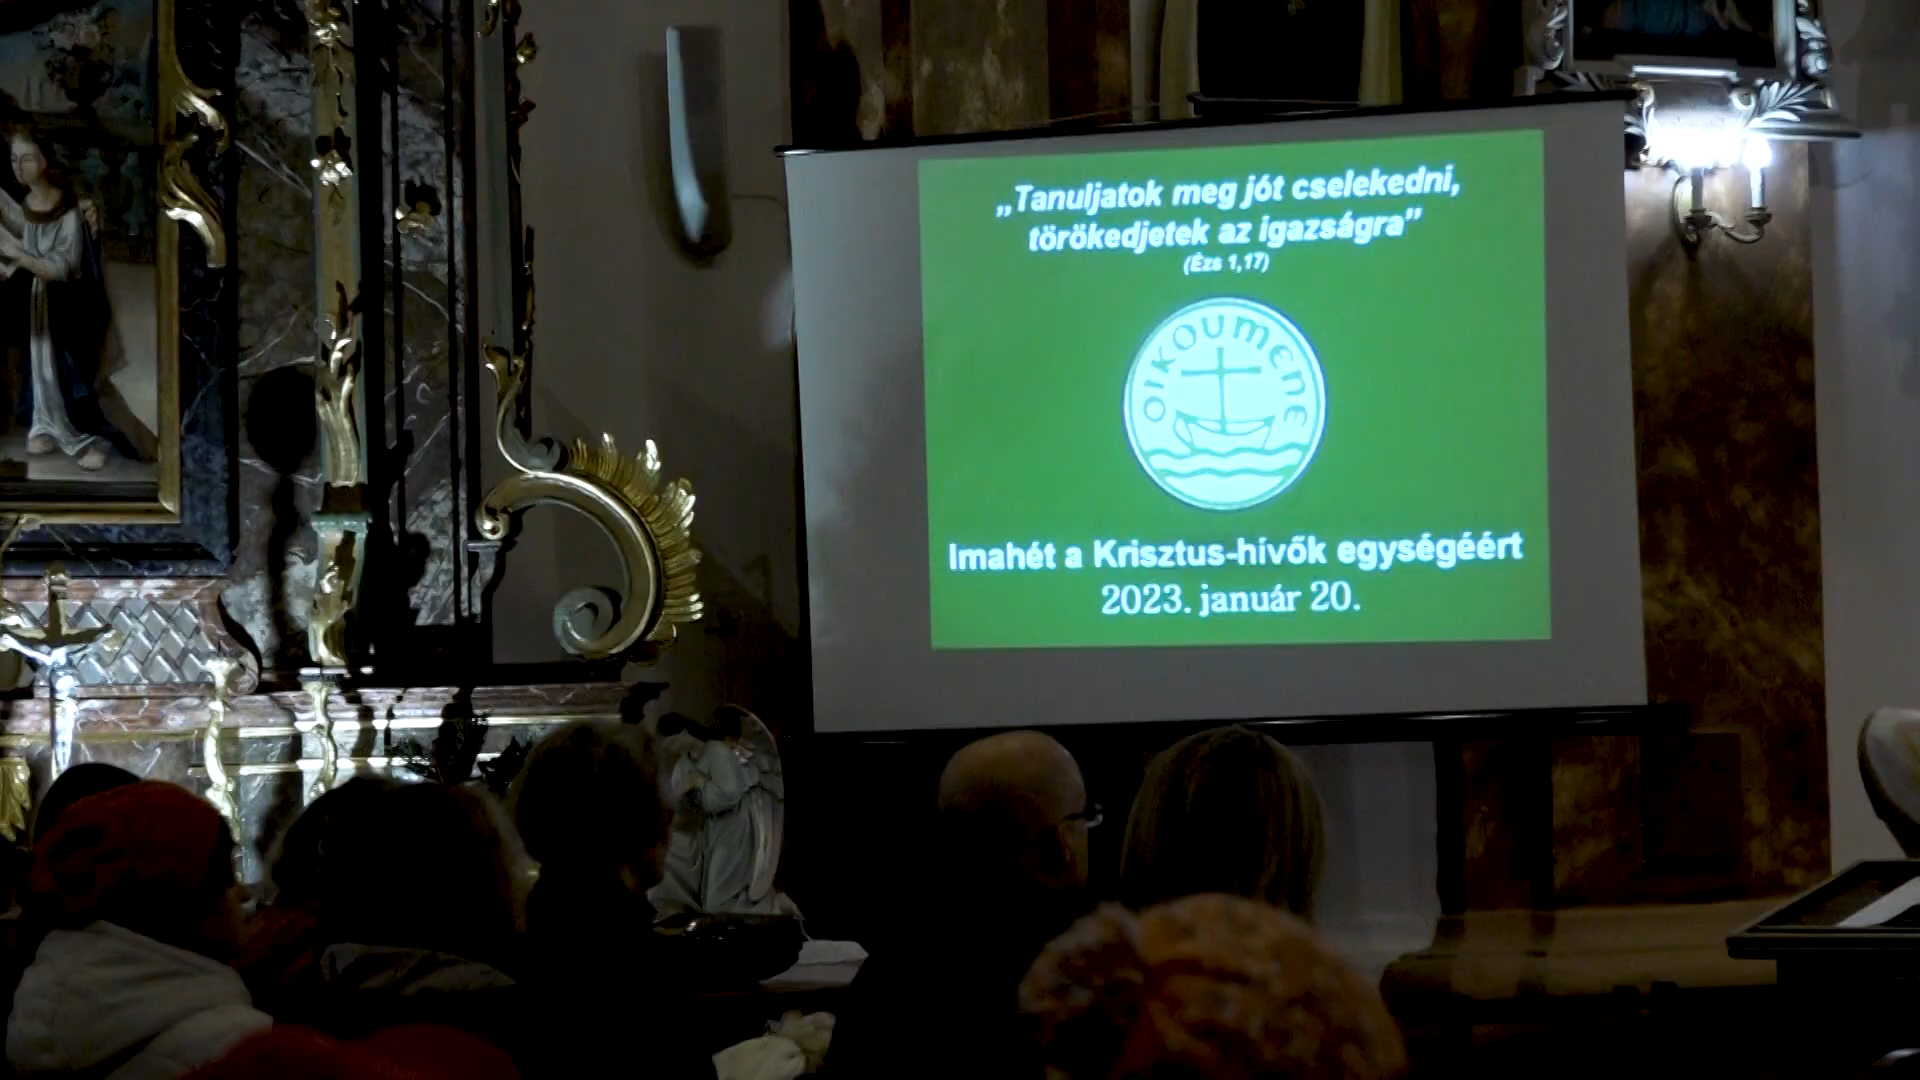 „Tanuljatok meg jót cselekedni,
törökedjetek az igazságra”
(Ézs 1,17)
OIKOUMENE
Imahét a Krisztus-hívők egységéért
2023. január 20.